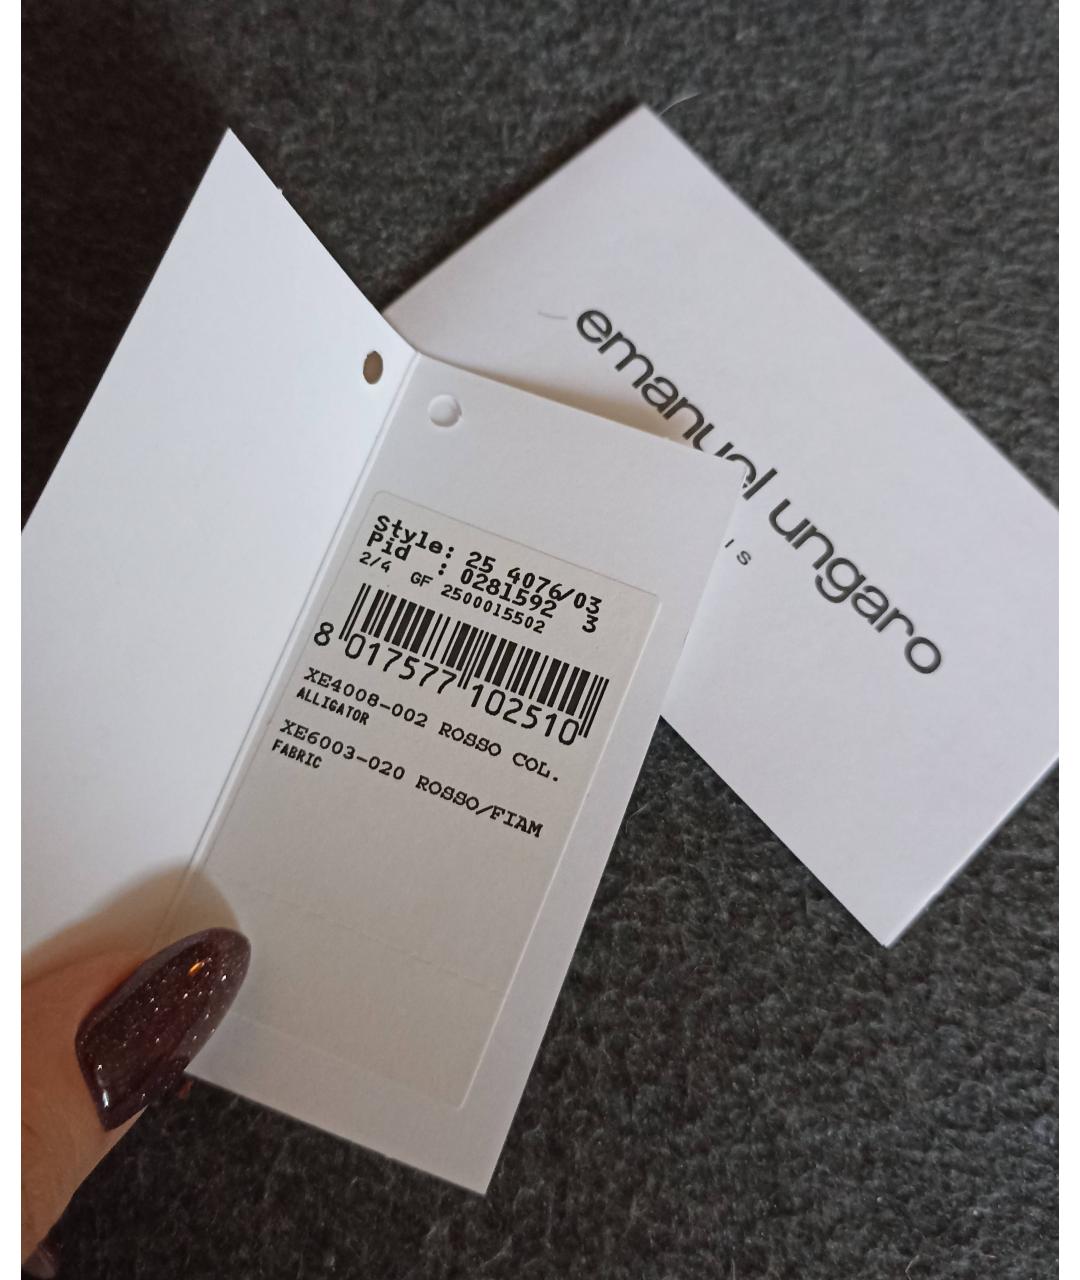 emanuel ungaro
Style: 25 4076/03
Pid : 0281592 3
2/4 GF 2500015502
8 017577 102510
XE4008-002 ROSSO COL.
ALLIGATOR
XE6003-020 ROSSO/FIAM
FABRIC